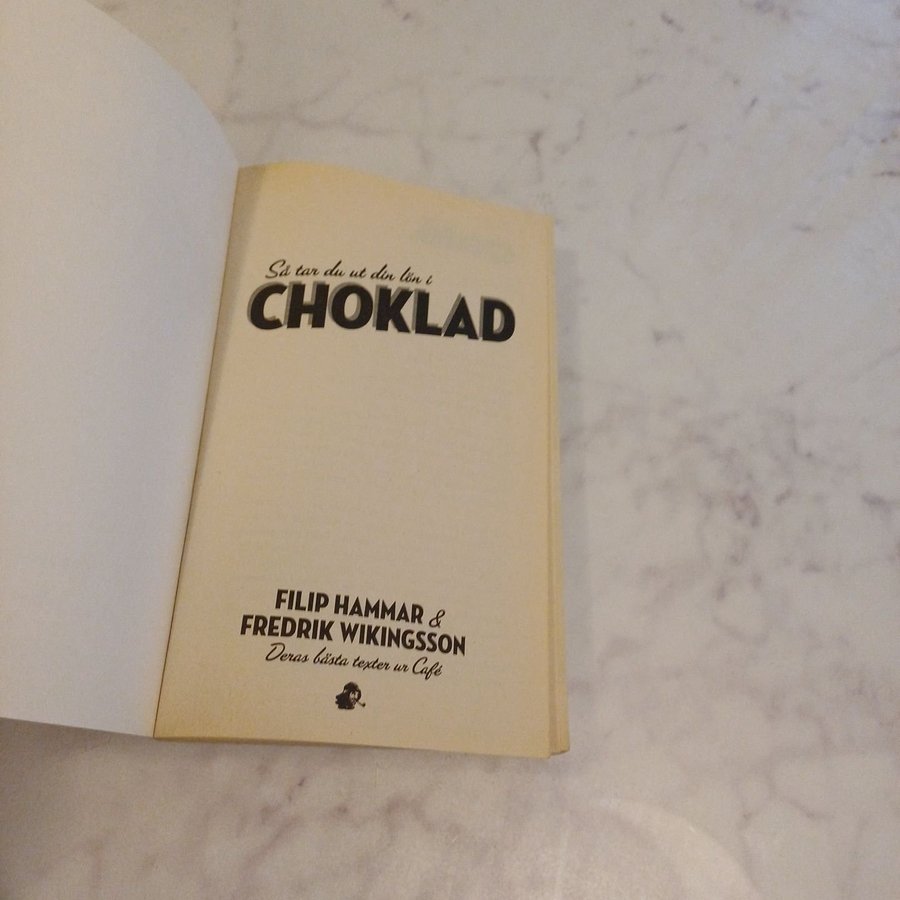 Så tar du ut din lön i
CHOKLAD
FILIP HAMMAR &
FREDRIK WIKINGSSON
Deras bästa texter ur Café